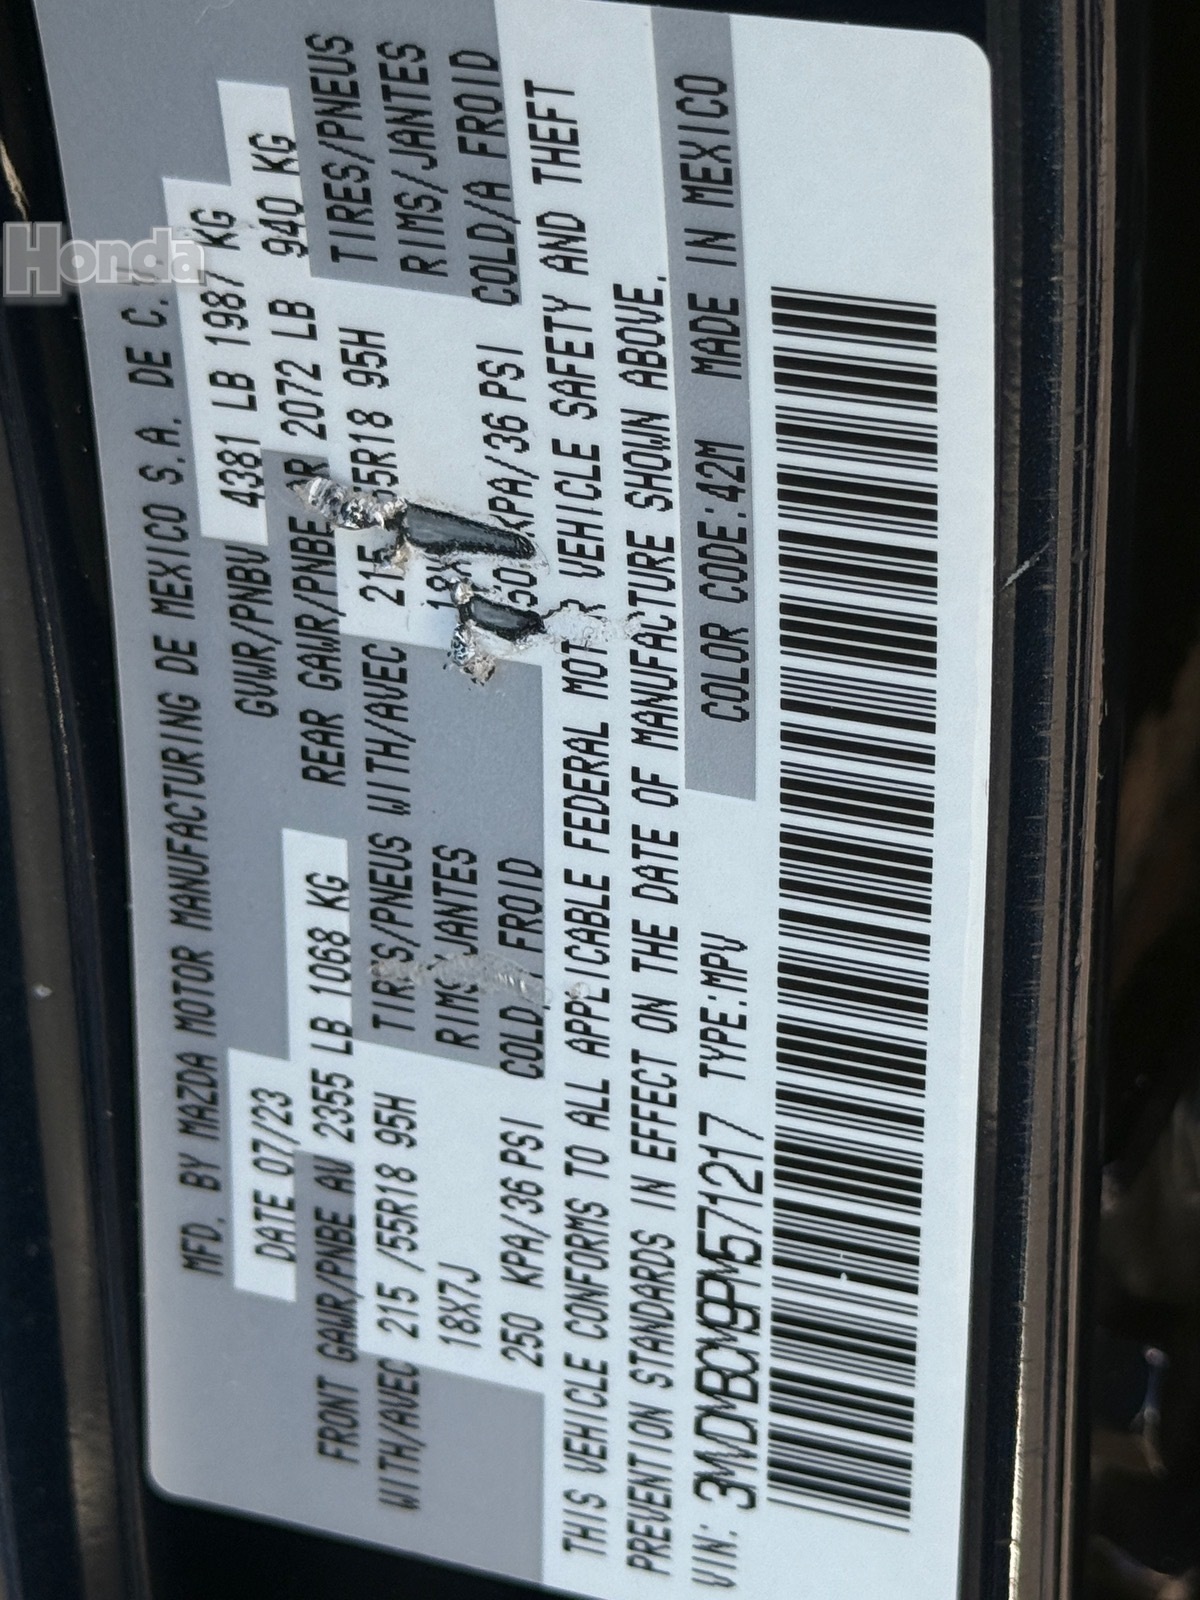 Honda
MFD. BY MAZDA MOTOR MANUFACTURING DE MEXICO S.A. DE C.V.
DATE 07/23 GVWR/PNBV 4381 LB 1987 KG
FRONT GAWR/PNBE AV 2355 LB 1068 KG REAR GAWR/PNBE AR 2072 LB 940 KG
WITH/AVEC 215 /55R18 95H TIRES/PNEUS WITH/AVEC 215 55R18 95H TIRES/PNEUS
18X7J RIMS/JANTES RIMS/JANTES
250 KPA/36 PSI COLD/ FROID KPA/36 PSI COLD/A FROID
THIS VEHICLE CONFORMS TO ALL APPLICABLE FEDERAL MOTOR VEHICLE SAFETY AND THEFT
PREVENTION STANDARDS IN EFFECT ON THE DATE OF MANUFACTURE SHOWN ABOVE.
VIN: 3MVDMBCM9PM571217 TYPE:MPV COLOR CODE:42M MADE IN MEXICO